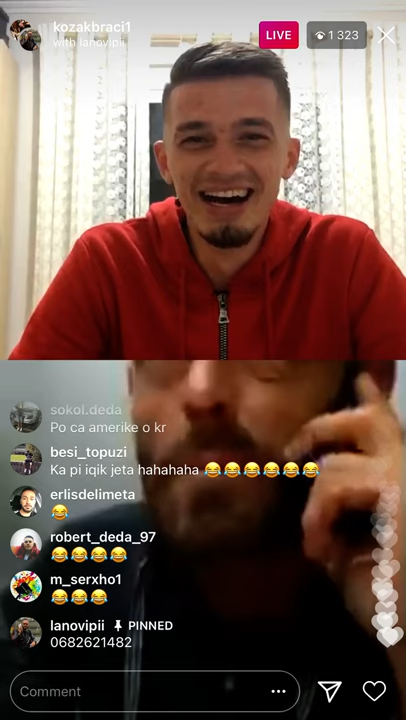 kozakbraci1
with lanovipii
LIVE
1 323
sokol.deda
Po ca amerike o kr
besi_topuzi
Ka pi iqik jeta hahahaha 😂😂😂😂😂😂
erlisdelimeta
😂
robert_deda_97
😂😂😂😂
m_serxho1
😂😂😂
lanovipii PINNED
0682621482
Comment